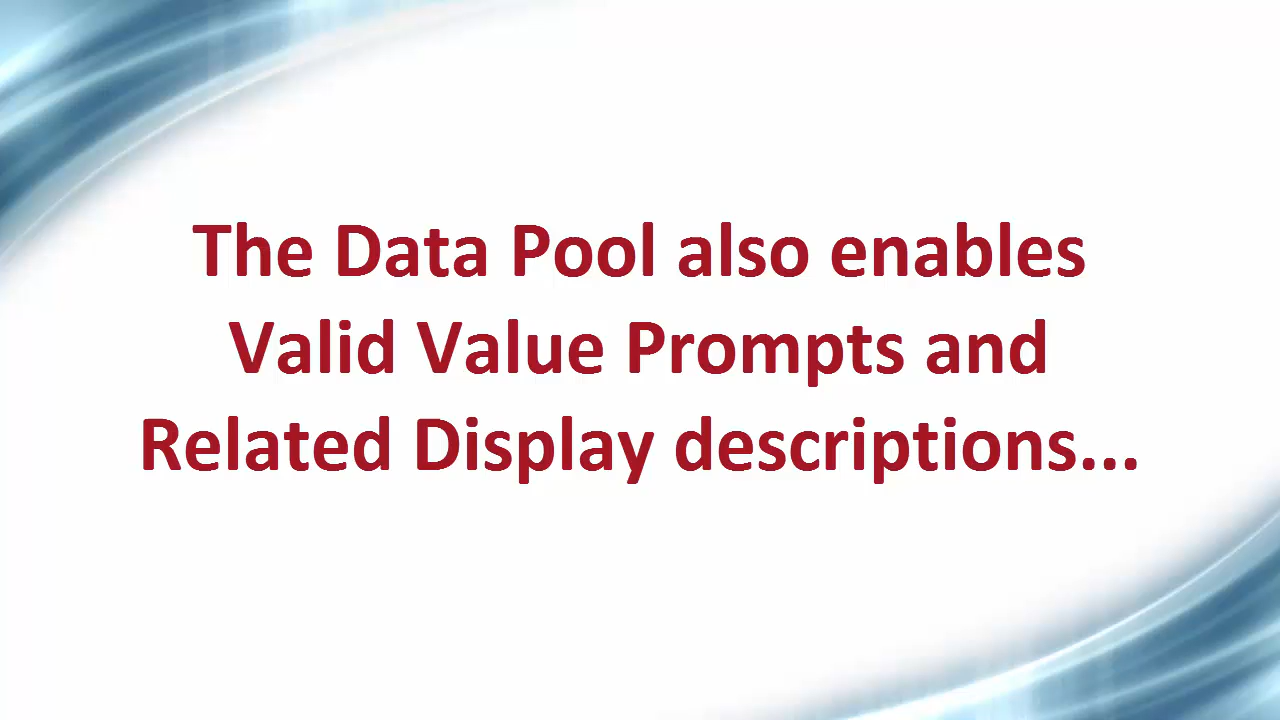 The Data Pool also enables
Valid Value Prompts and
Related Display descriptions...